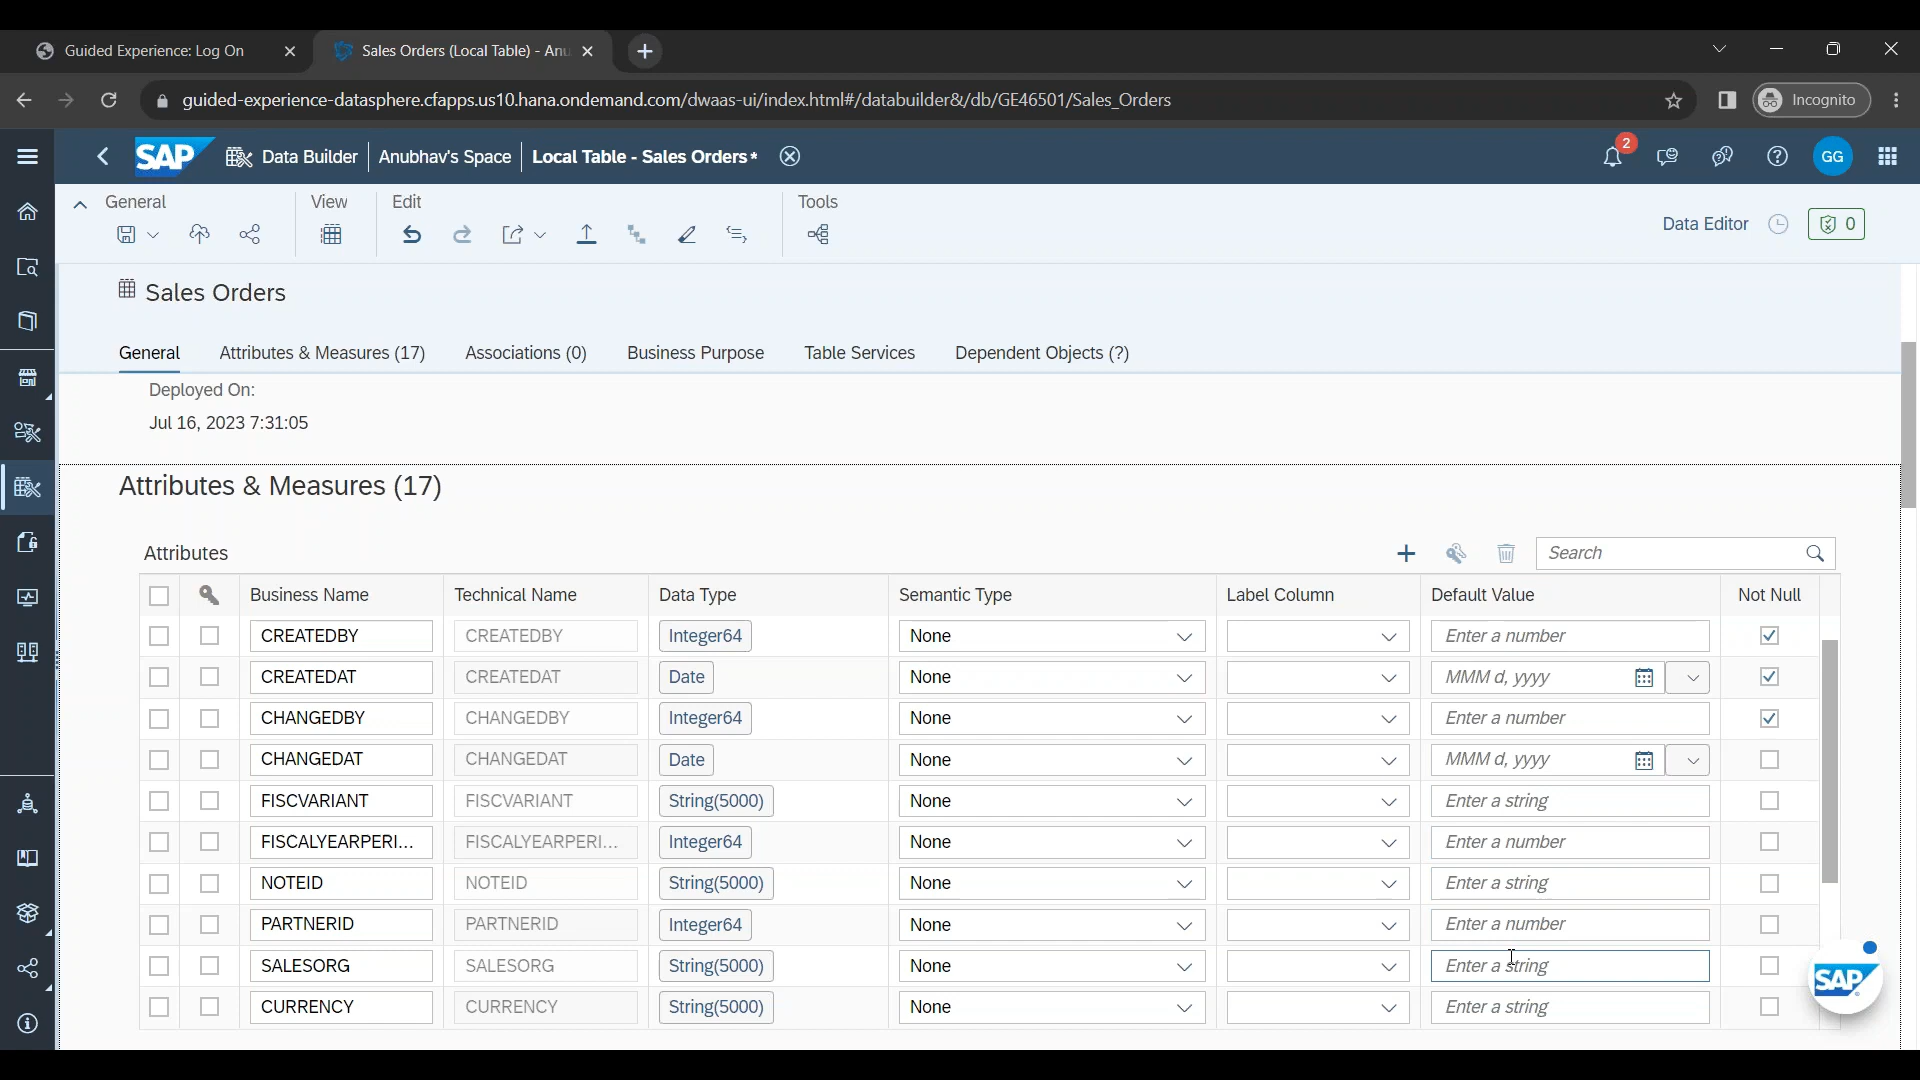 Guided Experience: Log On
Sales Orders (Local Table) - Anu
guided-experience-datasphere.cfapps.us10.hana.ondemand.com/dwaas-ui/index.html#/databuilder&/db/GE46501/Sales_Orders
Incognito
SAP
Data Builder
Anubhav's Space
Local Table - Sales Orders*
2
GG
General
View
Edit
Tools
Data Editor
0
Sales Orders
General
Attributes & Measures (17)
Associations (0)
Business Purpose
Table Services
Dependent Objects (?)
Deployed On:
Jul 16, 2023 7:31:05
Attributes & Measures (17)
Attributes
Search
Business Name Technical Name Data Type Semantic Type Label Column Default Value Not Null
CREATEDBY CREATEDBY Integer64 None Enter a number
CREATEDAT CREATEDAT Date None MMM d, yyyy
CHANGEDBY CHANGEDBY Integer64 None Enter a number
CHANGEDAT CHANGEDAT Date None MMM d, yyyy
FISCVARIANT FISCVARIANT String(5000) None Enter a string
FISCALYEARPERI... FISCALYEARPERI... Integer64 None Enter a number
NOTEID NOTEID String(5000) None Enter a string
PARTNERID PARTNERID Integer64 None Enter a number
SALESORG SALESORG String(5000) None Enter a string
CURRENCY CURRENCY String(5000) None Enter a string
SAP